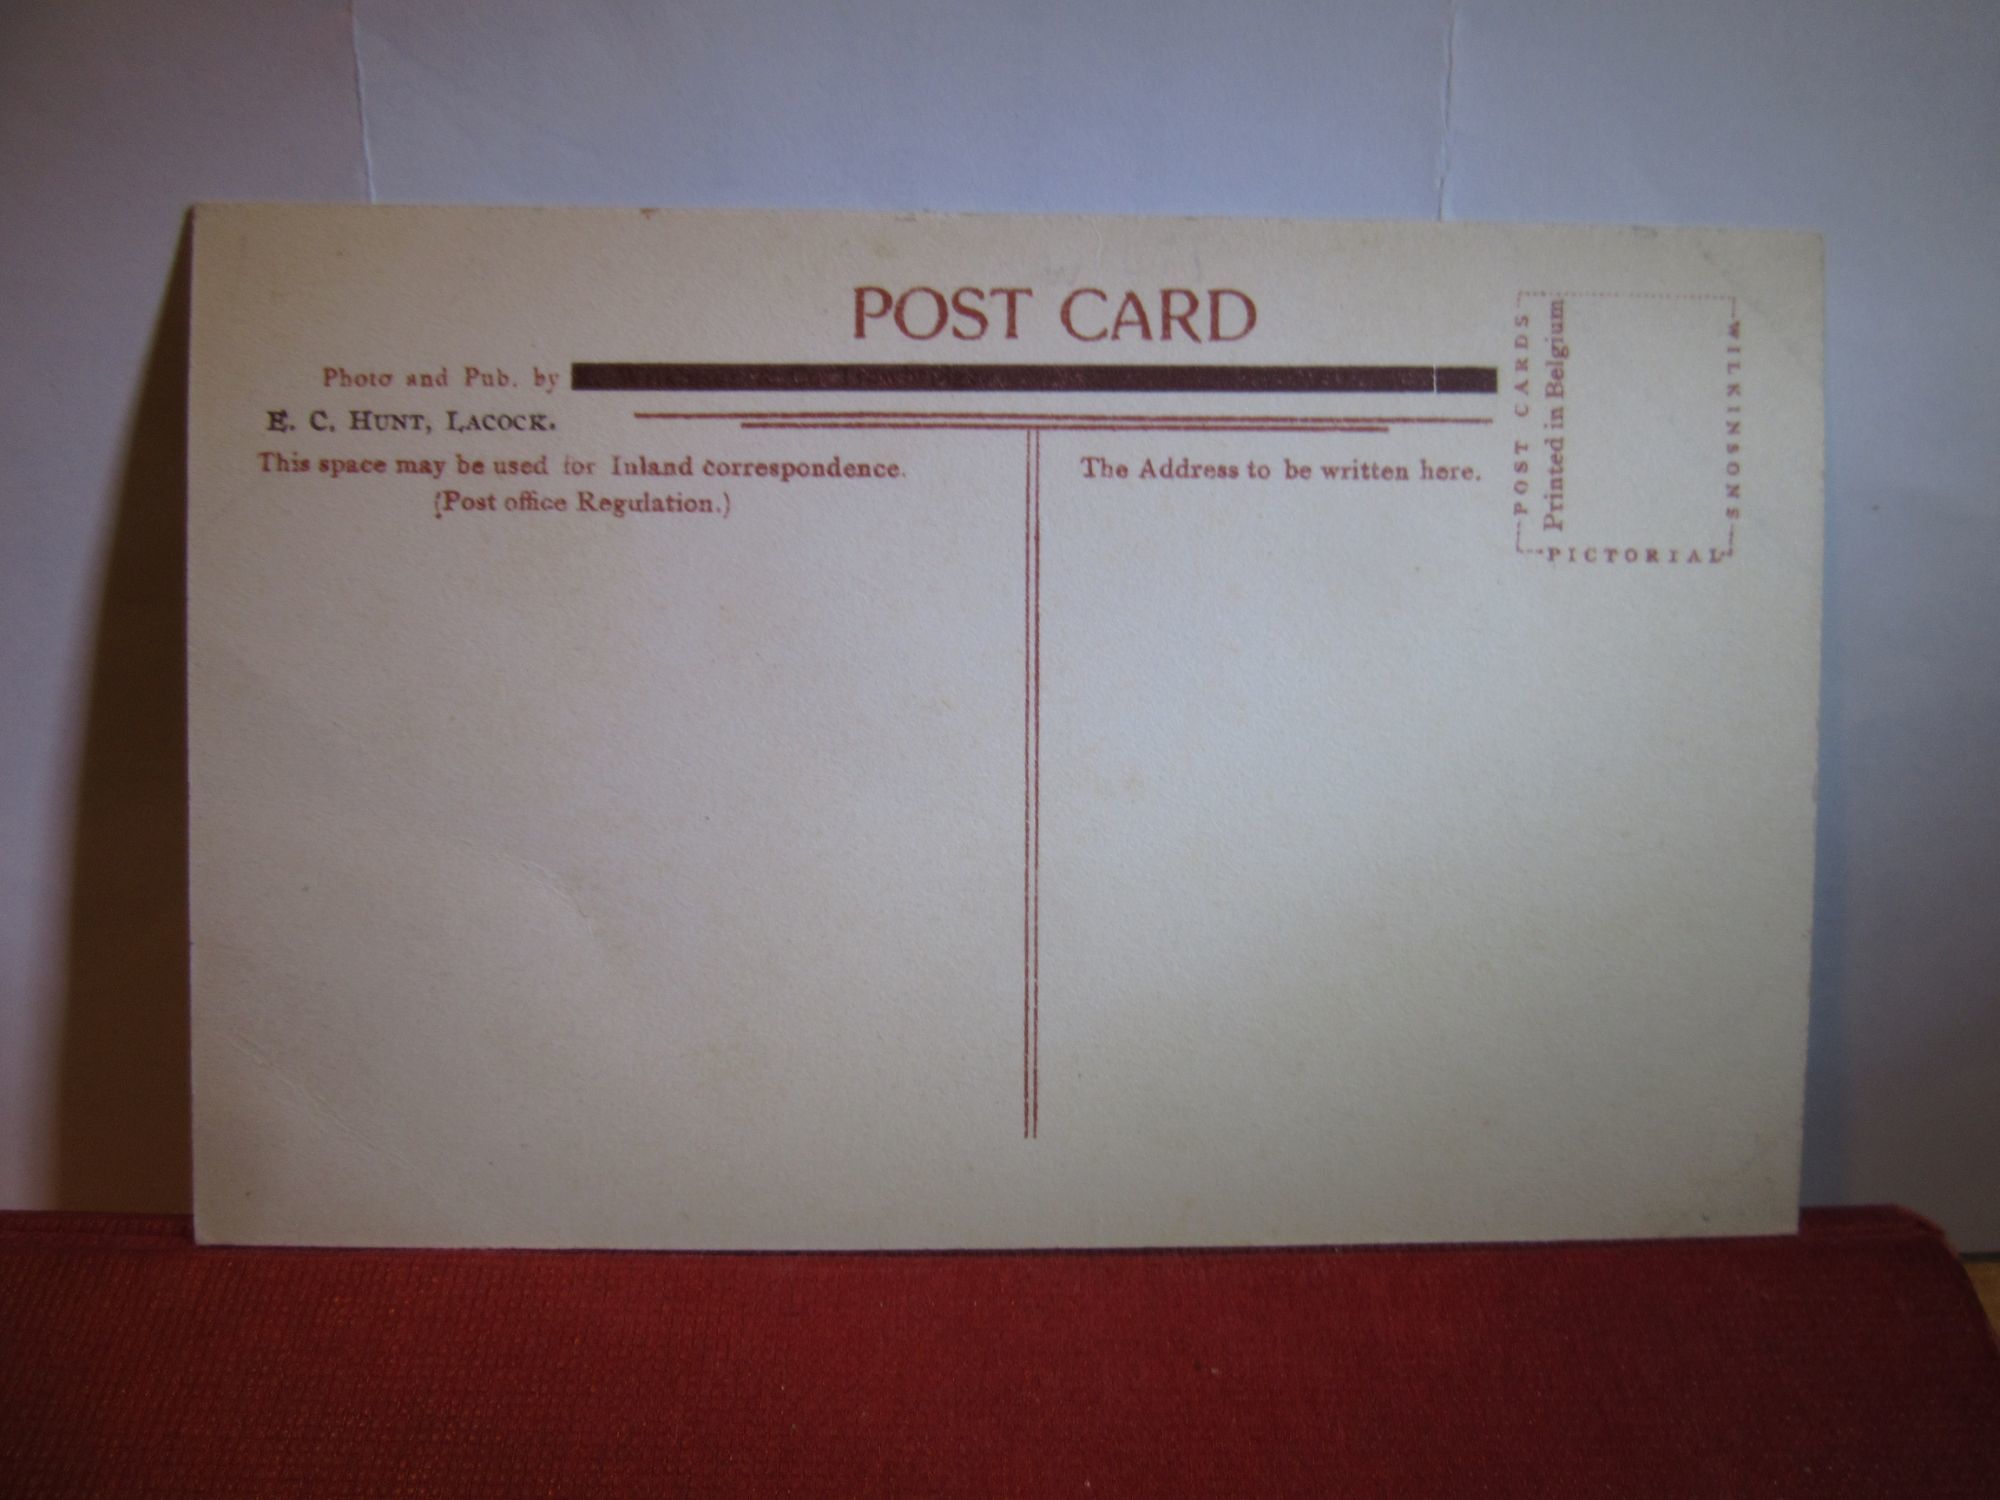 POST CARD
Photo and Pub. by
E. C. HUNT, LACOCK.
This space may be used for Inland correspondence.
(Post office Regulation.)
The Address to be written here.
POST CARDS
Printed in Belgium
WILKINSONS
PICTORIAL